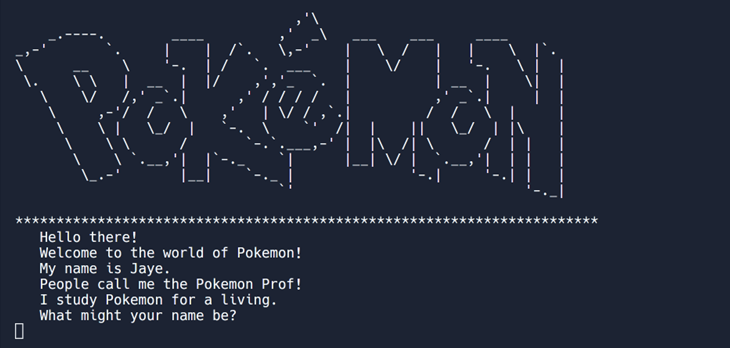 POKéMON
************************************************************************
Hello there!
Welcome to the world of Pokemon!
My name is Jaye.
People call me the Pokemon Prof!
I study Pokemon for a living.
What might your name be?